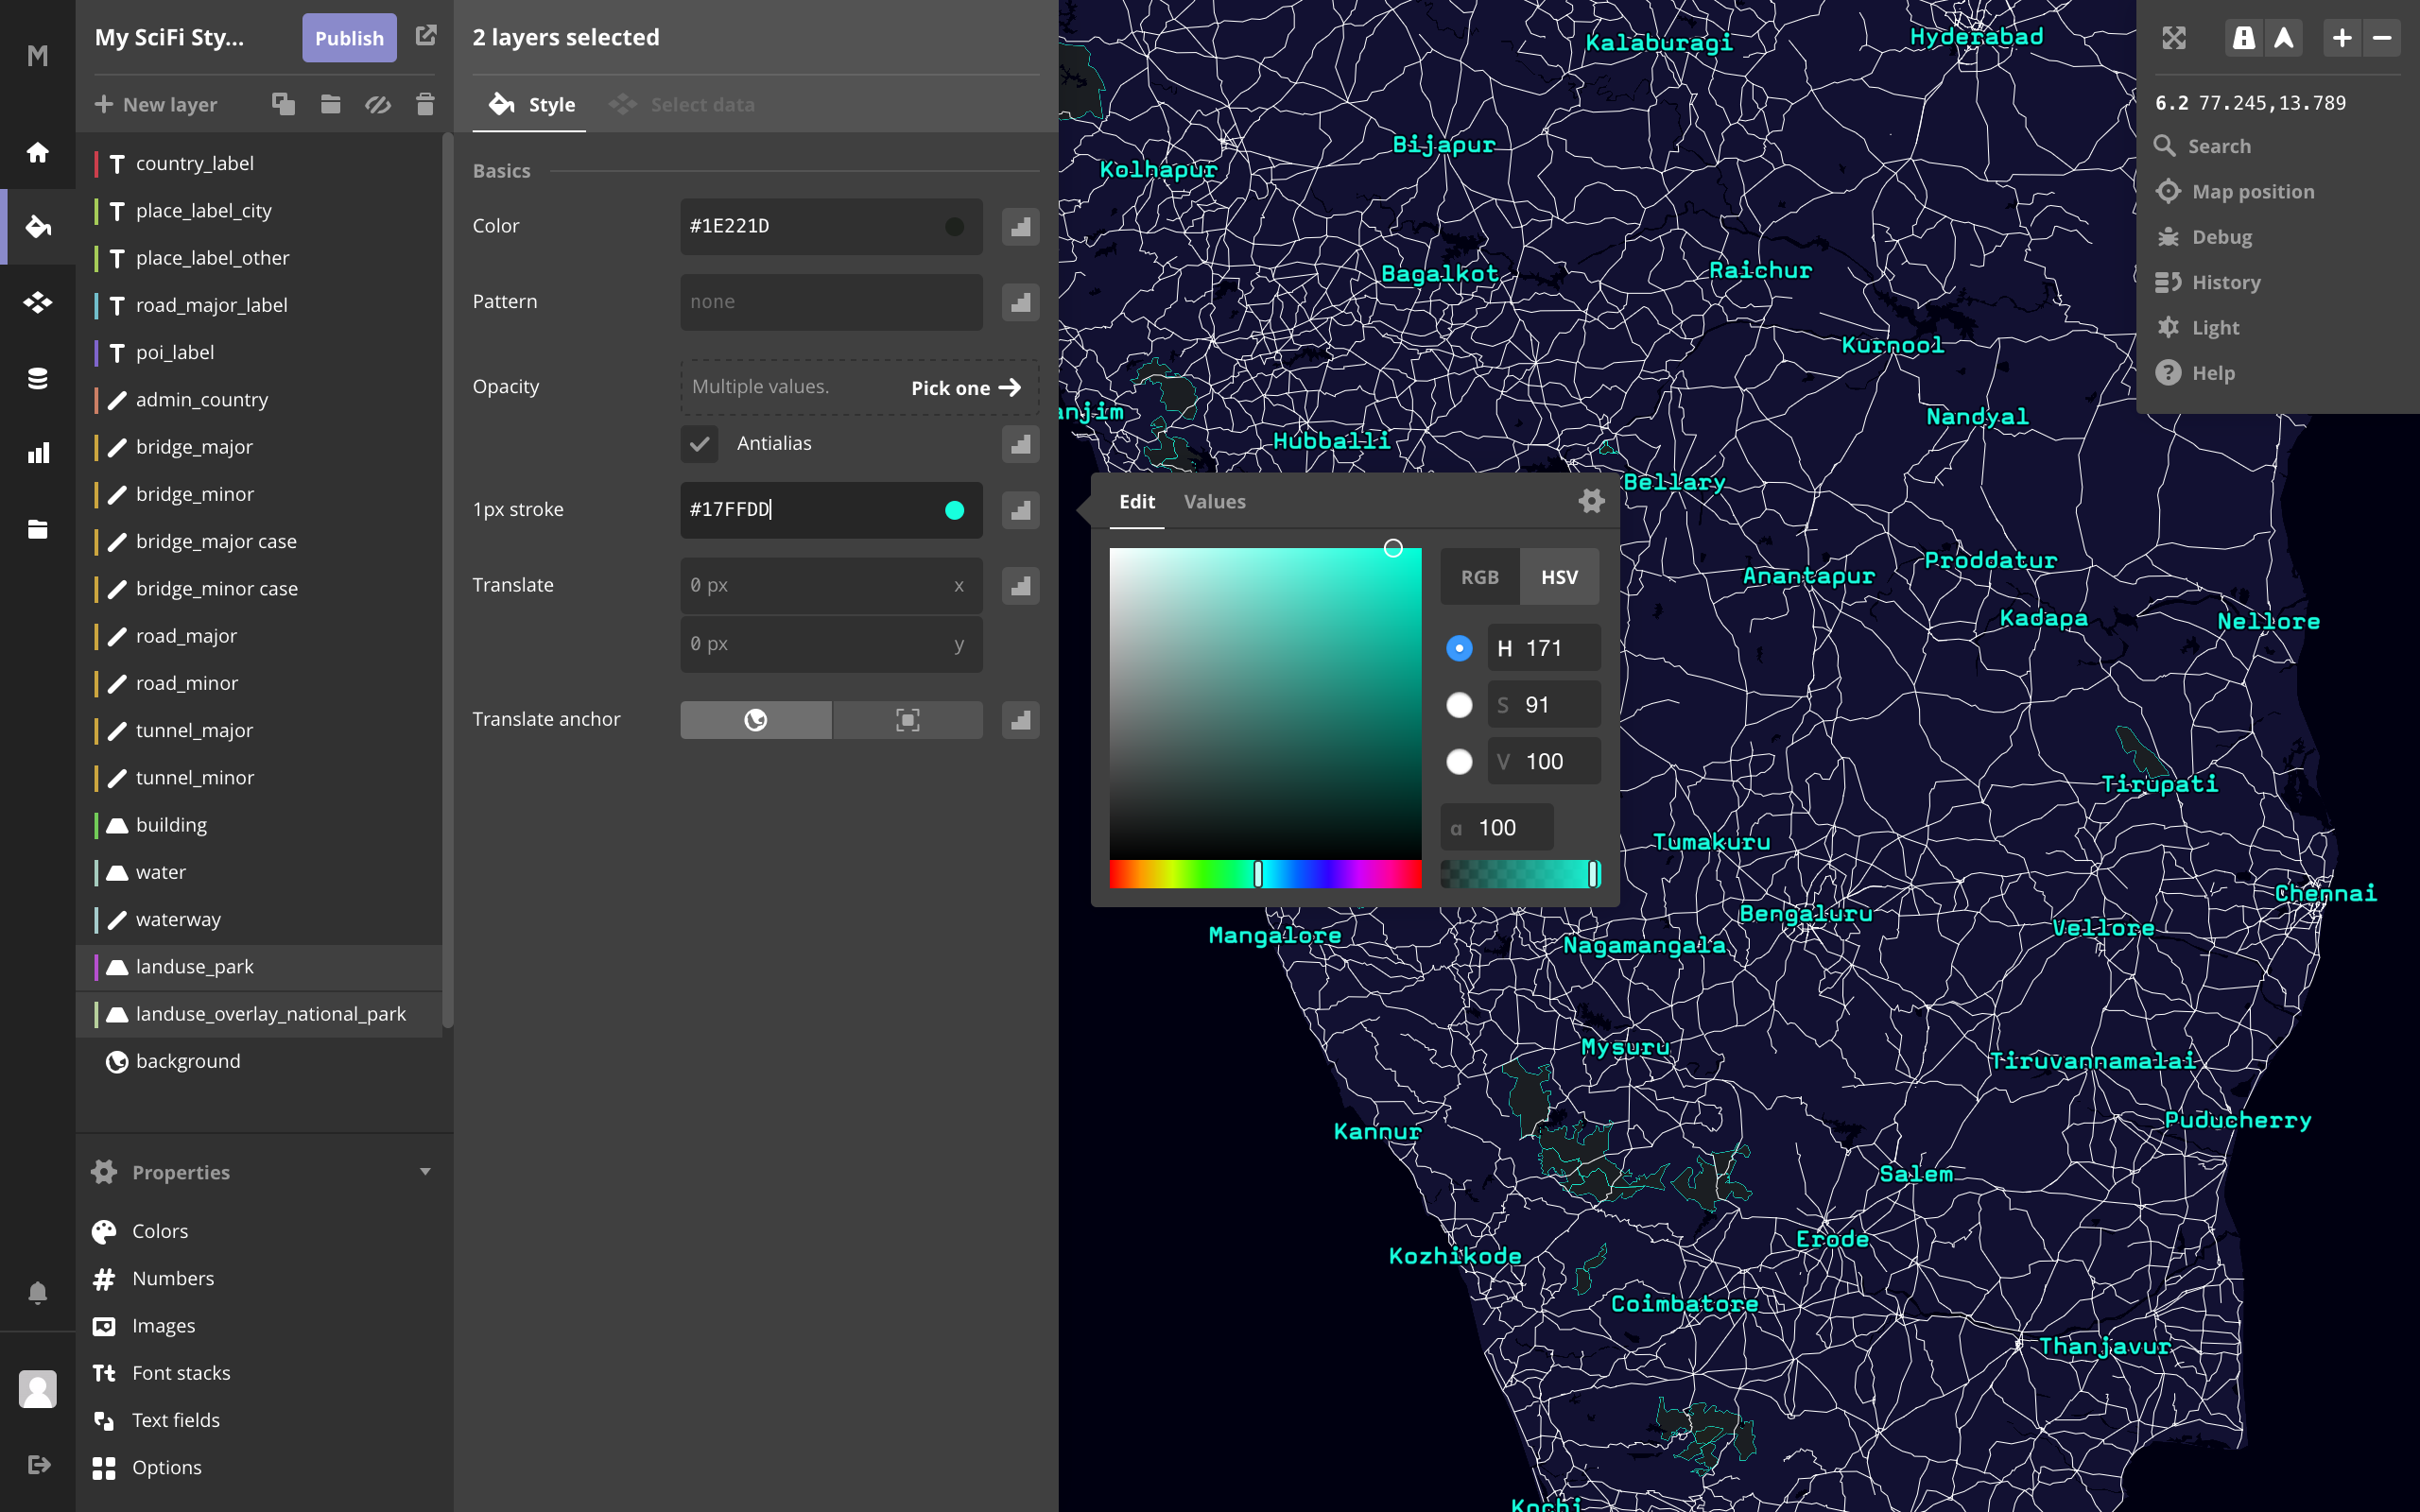 M
My SciFi Sty...
Publish
New layer
country_label
place_label_city
place_label_other
road_major_label
poi_label
admin_country
bridge_major
bridge_minor
bridge_major case
bridge_minor case
road_major
road_minor
tunnel_major
tunnel_minor
building
water
waterway
landuse_park
landuse_overlay_national_park
background
Properties
Colors
Numbers
Images
Tt Font stacks
Text fields
Options
2 layers selected
Style
Select data
Basics
Color
#1E221D
Pattern
none
Opacity
Multiple values.
Pick one
Antialias
1px stroke
#17FFDD
Translate
0 px x
0 px y
Translate anchor
Edit
Values
RGB
HSV
H 171
S 91
V 100
α 100
6.2 77.245,13.789
Search
Map position
Debug
History
Light
Help
Kalaburagi
Hyderabad
Bijapur
Kolhapur
Bagalkot
Raichur
Kurnool
anjim
Hubballi
Nandyal
Bellary
Proddatur
Anantapur
Kadapa
Nellore
Tirupati
Tumakuru
Chennai
Bengaluru
Vellore
Mangalore
Nagamangala
Mysuru
Tiruvannamalai
Puducherry
Kannur
Salem
Erode
Kozhikode
Coimbatore
Thanjavur
Kochi